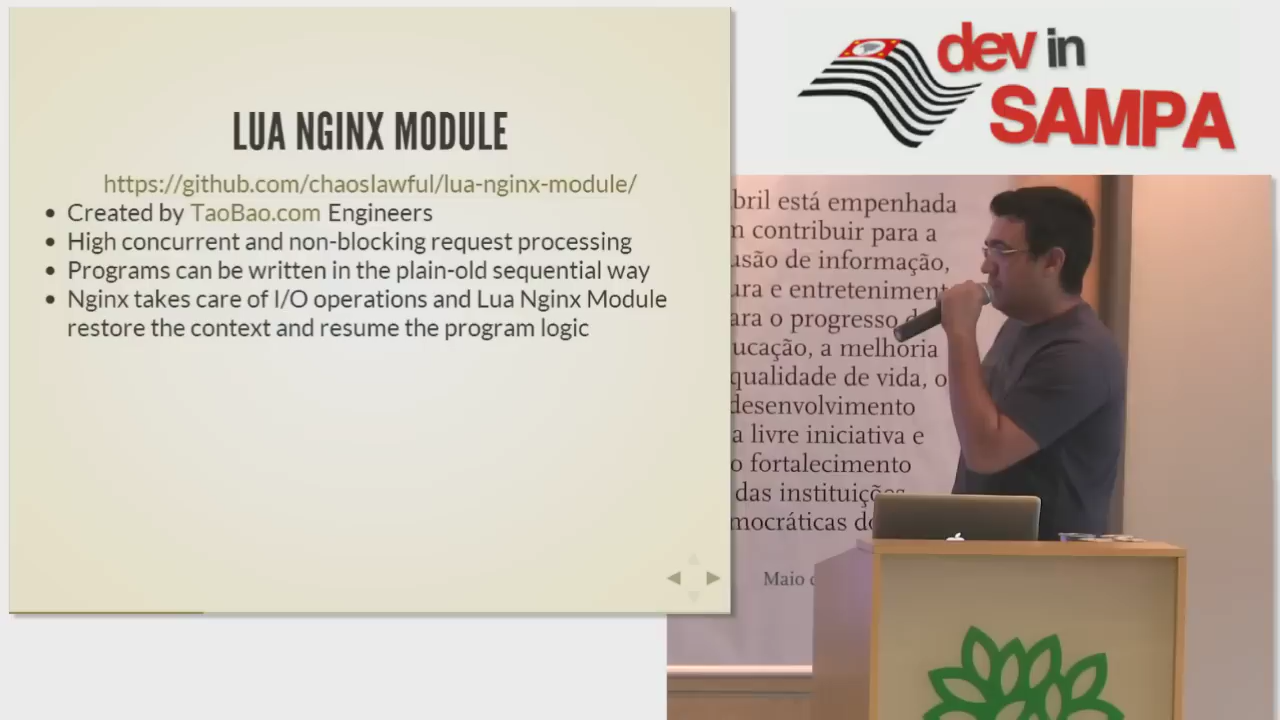 LUA NGINX MODULE
https://github.com/chaoslawful/lua-nginx-module/
• Created by TaoBao.com Engineers
• High concurrent and non-blocking request processing
• Programs can be written in the plain-old sequential way
• Nginx takes care of I/O operations and Lua Nginx Module
restore the context and resume the program logic
dev in
SAMPA
bril está empenhada
contribuir para a
usão de informação,
ura e entreteniment
ara o progresso
ucação, a melhoria
qualidade de vida, o
desenvolvimento
a livre iniciativa e
o fortalecimento
das instituições
mocráticas do
Maio